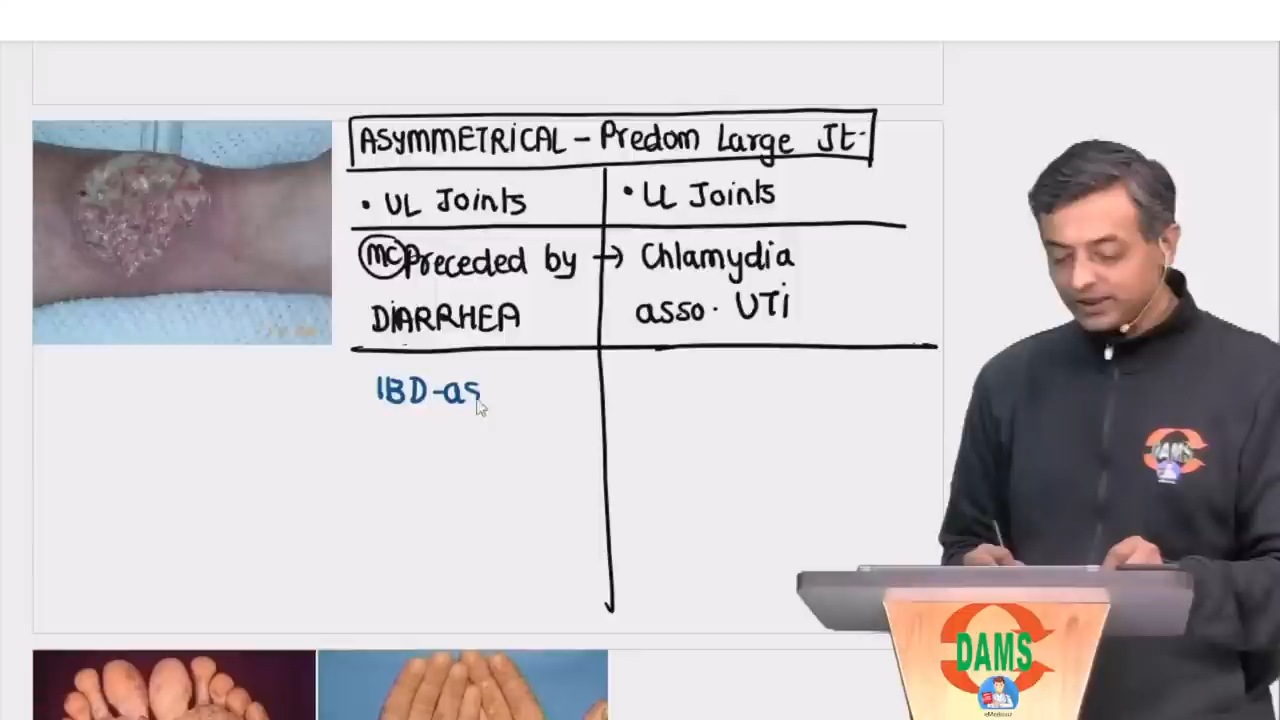 ASYMMETRICAL - Predom Large Jt.
• UL Joints
• LL Joints
MC Preceded by → Chlamydia
DIARRHEA
asso. UTi
IBD-as
DAMS
DAMS
eMedicoz